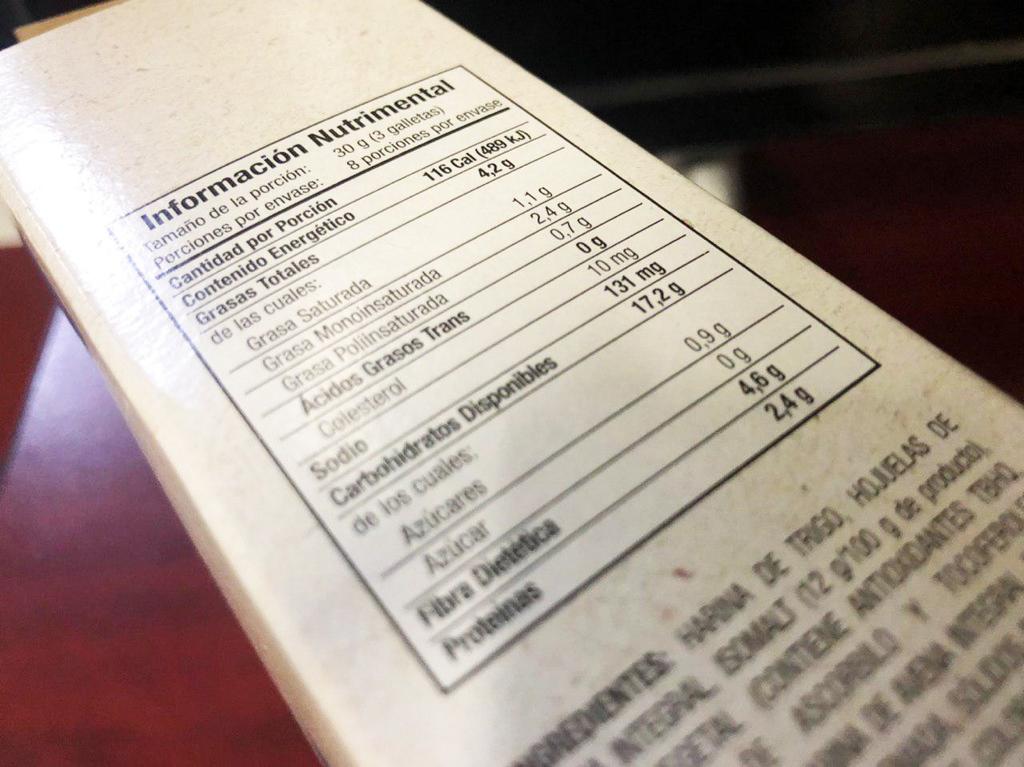 Información Nutrimental
Tamaño de la porción: 30 g (3 galletas)
Porciones por envase: 8 porciones por envase
Cantidad por Porción
Contenido Energético 116 Cal (489 kJ)
Grasas Totales 4,2 g
de las cuales:
Grasa Saturada 1,1 g
Grasa Monoinsaturada 2,4 g
Grasa Poliinsaturada 0,7 g
Ácidos Grasos Trans 0 g
Colesterol 10 mg
Sodio 131 mg
Carbohidratos Disponibles 17,2 g
de los cuales:
Azúcares 0,9 g
Azúcar 0 g
Fibra Dietética 4,6 g
Proteínas 2,4 g
INGREDIENTES: HARINA DE TRIGO, HOJUELAS DE
INTEGRAL, ISOMALT (12 g/100 g de producto),
(CONTIENE ANTIOXIDANTES TBHQ,
DE ASCORBILO Y
DE AVENA INTEGRAL